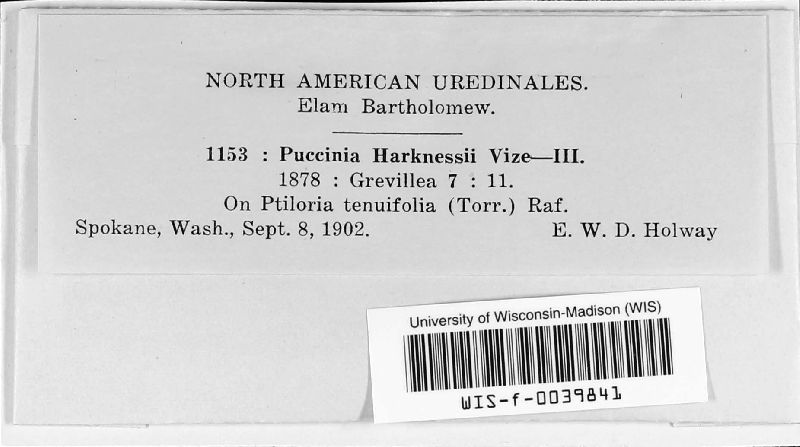 NORTH AMERICAN UREDINALES.
Elam Bartholomew.
1153 : Puccinia Harknessii Vize—III.
1878 : Grevillea 7 : 11.
On Ptiloria tenuifolia (Torr.) Raf.
Spokane, Wash., Sept. 8, 1902. E. W. D. Holway
University of Wisconsin-Madison (WIS)
WIS-f-0039841